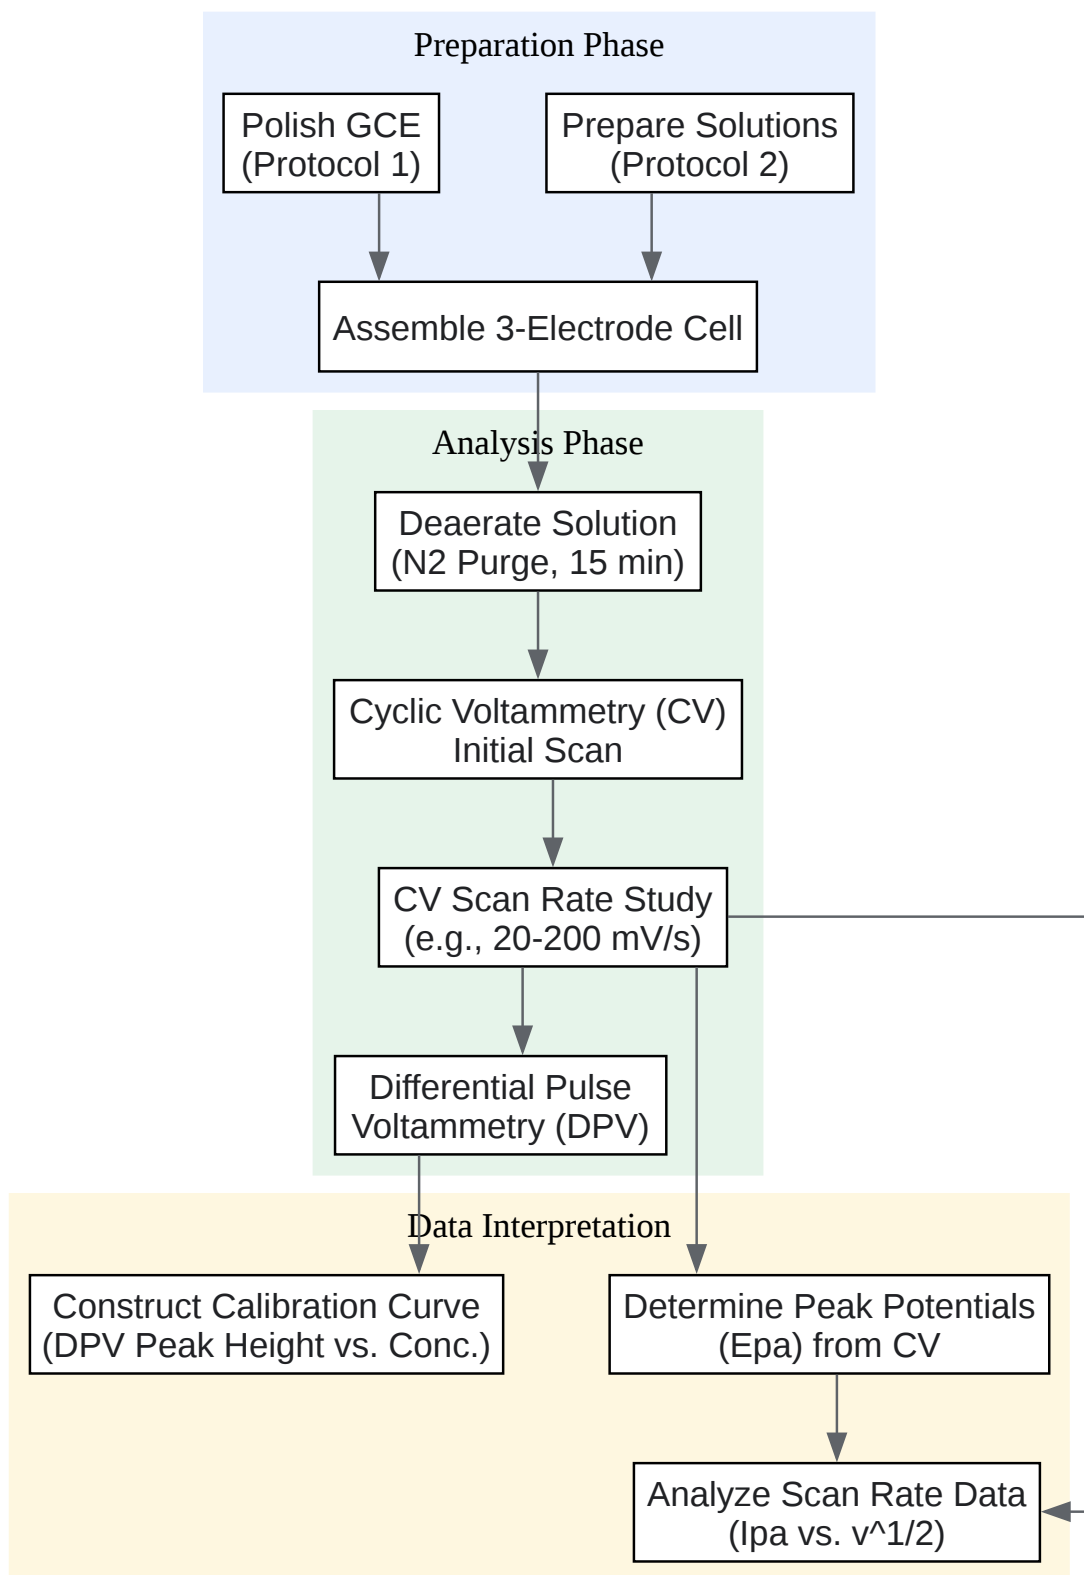 Preparation Phase
Polish GCE
(Protocol 1)
Prepare Solutions
(Protocol 2)
Assemble 3-Electrode Cell
Analysis Phase
Deaerate Solution
(N2 Purge, 15 min)
Cyclic Voltammetry (CV)
Initial Scan
CV Scan Rate Study
(e.g., 20-200 mV/s)
Differential Pulse
Voltammetry (DPV)
Data Interpretation
Construct Calibration Curve
(DPV Peak Height vs. Conc.)
Determine Peak Potentials
(Epa) from CV
Analyze Scan Rate Data
(Ipa vs. v^1/2)